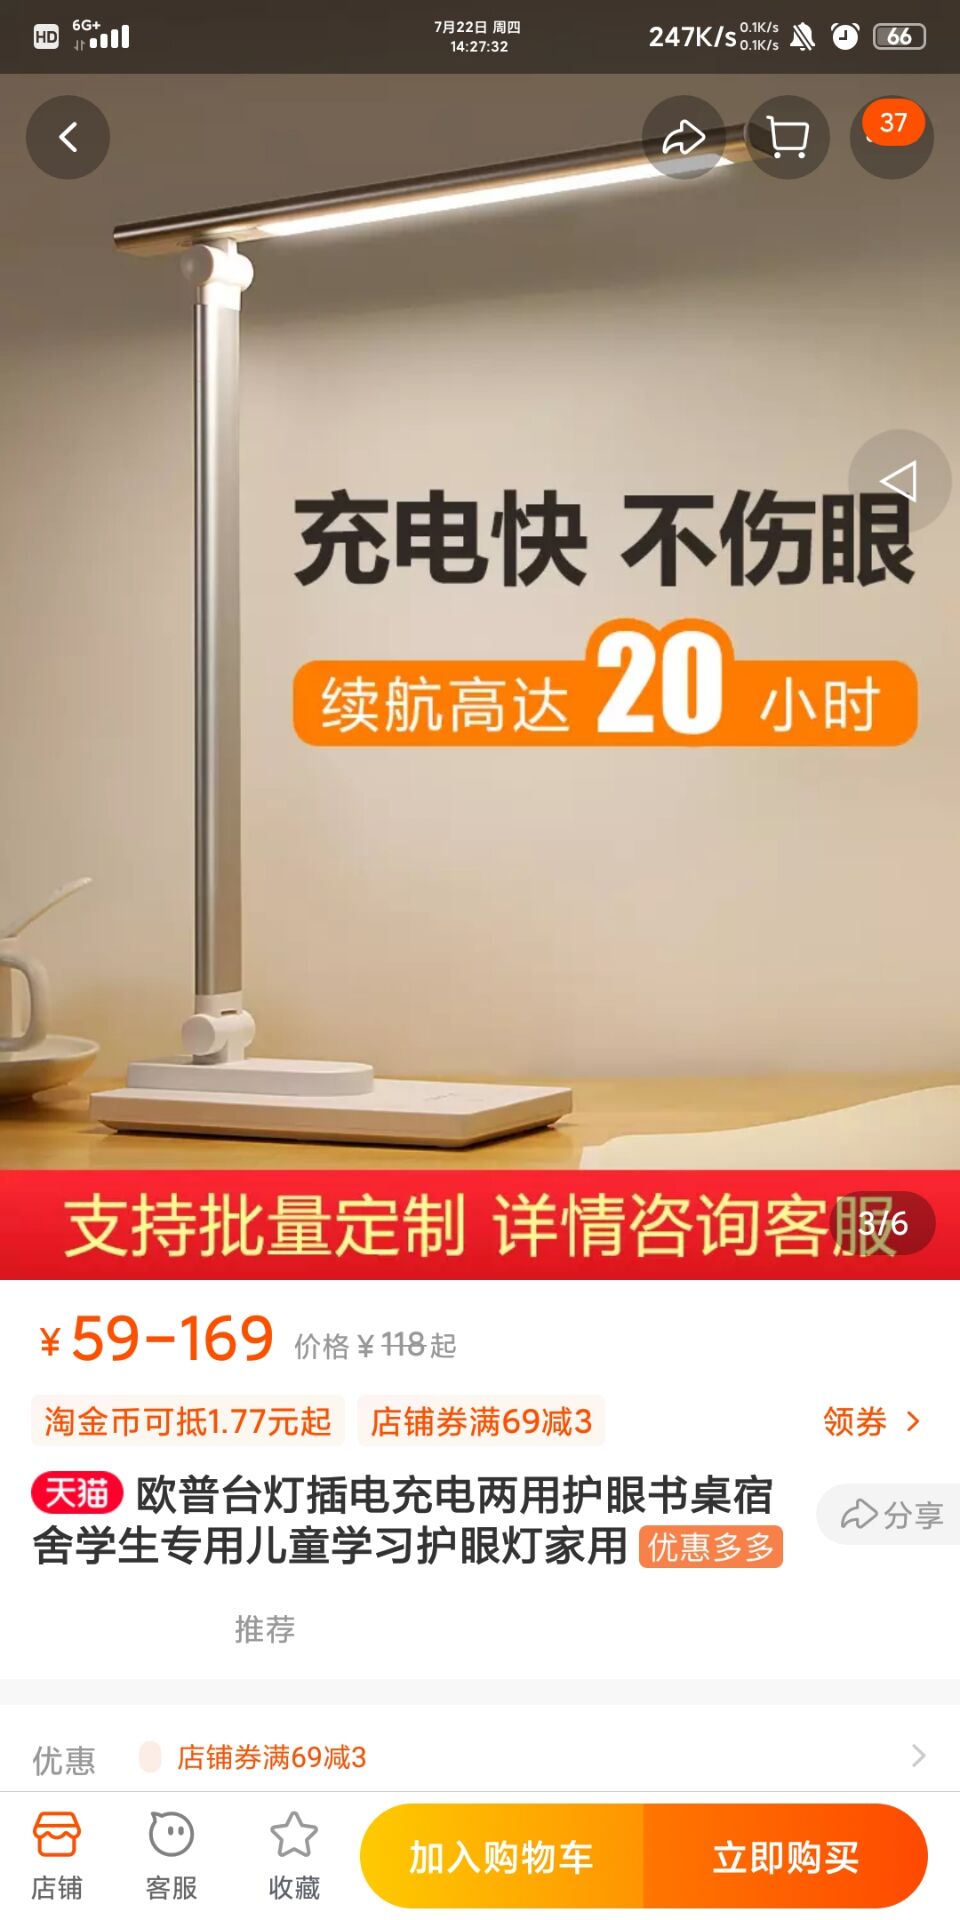 HD 6G+
7月22日 周四
14:27:32
247K/s
0.1K/s
0.1K/s
66
37
充电快 不伤眼
续航高达20小时
支持批量定制 详情咨询客服
3/6
¥59-169 价格¥118起
淘金币可抵1.77元起 店铺券满69减3 领券
天猫 欧普台灯插电充电两用护眼书桌宿
舍学生专用儿童学习护眼灯家用 优惠多多
分享
推荐
优惠 店铺券满69减3
店铺 客服 收藏 加入购物车 立即购买